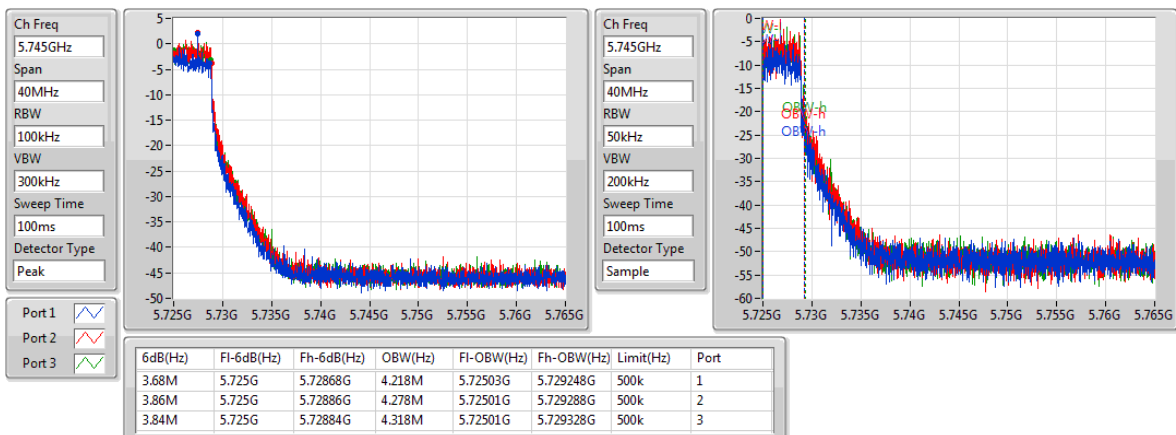 Ch Freq
5.745GHz
Span
40MHz
RBW
100kHz
VBW
300kHz
Sweep Time
100ms
Detector Type
Peak
Port 1
Port 2
Port 3
5
0
-5
-10
-15
-20
-25
-30
-35
-40
-45
-50
5.725G 5.73G 5.735G 5.74G 5.745G 5.75G 5.755G 5.76G 5.765G
Ch Freq
5.745GHz
Span
40MHz
RBW
50kHz
VBW
200kHz
Sweep Time
100ms
Detector Type
Sample
0
-5
-10
-15
-20
-25
-30
-35
-40
-45
-50
-55
-60
OBW-h
OBW-h
OBW-h
5.725G 5.73G 5.735G 5.74G 5.745G 5.75G 5.755G 5.76G 5.765G
6dB(Hz) Fl-6dB(Hz) Fh-6dB(Hz) OBW(Hz) Fl-OBW(Hz) Fh-OBW(Hz) Limit(Hz) Port
3.68M 5.725G 5.72868G 4.218M 5.72503G 5.729248G 500k 1
3.86M 5.725G 5.72886G 4.278M 5.72501G 5.729288G 500k 2
3.84M 5.725G 5.72884G 4.318M 5.72501G 5.729328G 500k 3